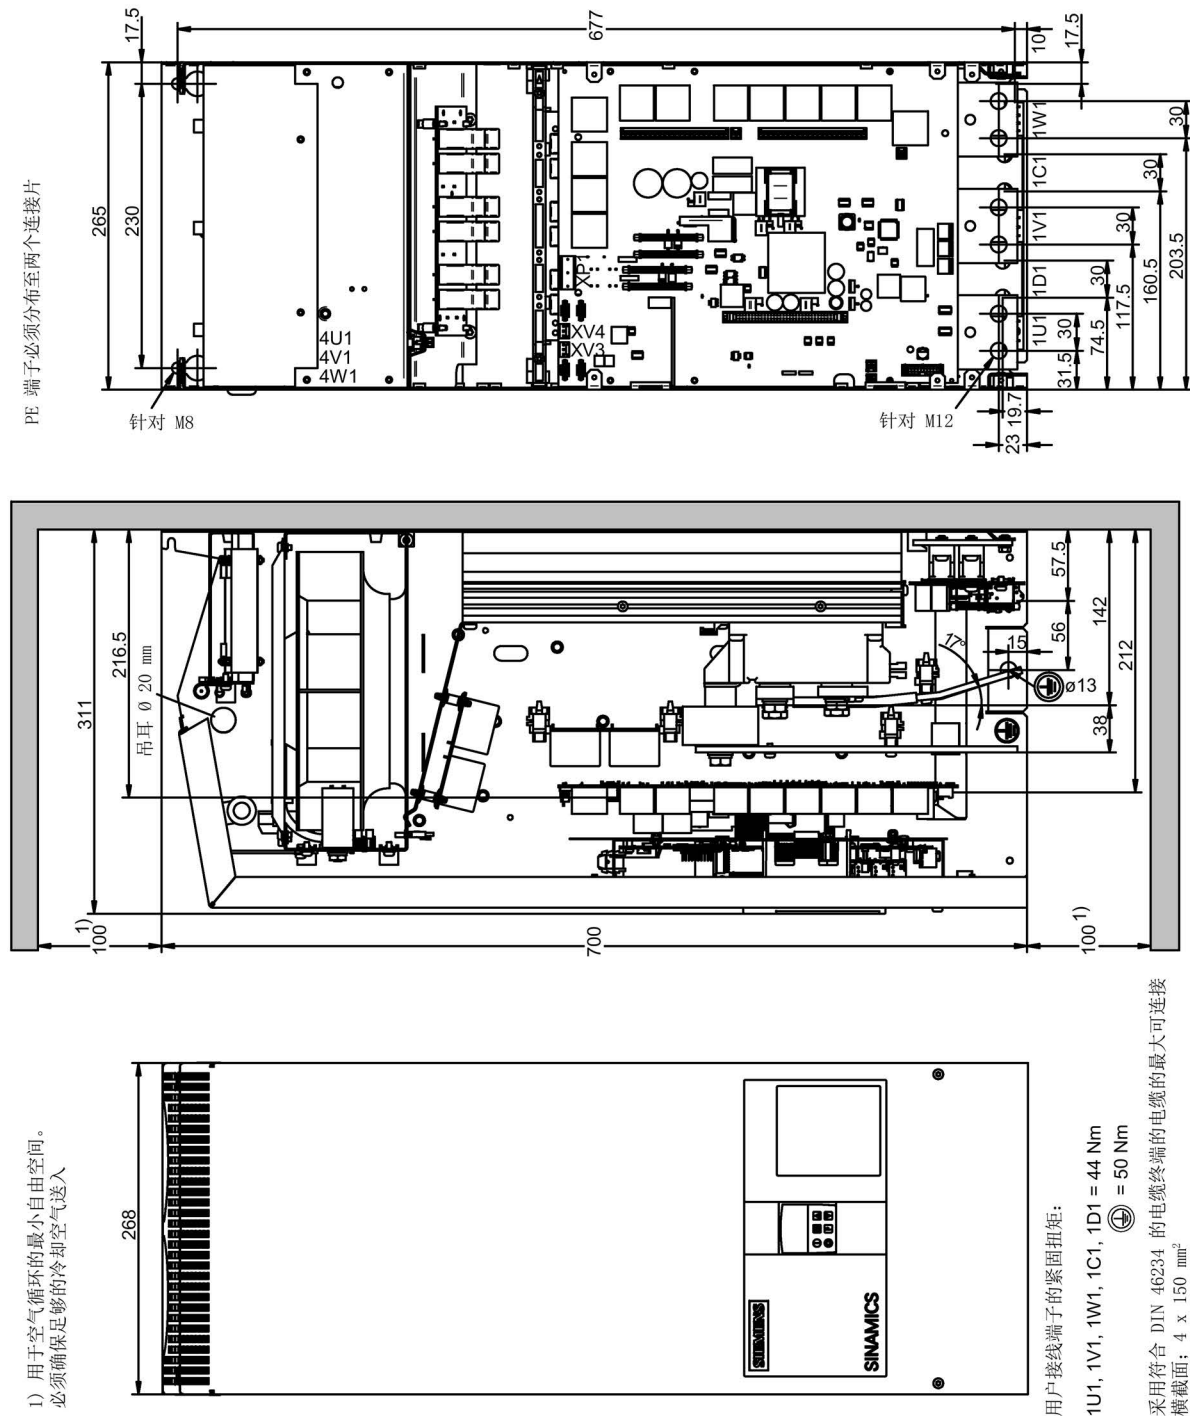 PE 端子必须分布至两个连接片
265
230
17.5
677
10
17.5
4U1
4V1
4W1
XP1
XV4
XV3
1W1
1C1
1V1
1D1
1U1
30
30
30
30
30
31.5
74.5
117.5
160.5
203.5
23
19.7
针对 M8
针对 M12
311
216.5
吊耳 Ø 20 mm
57.5
56
142
38
212
17°
15
ø13
100 1)
700
100 1)
1) 用于空气循环的最小自由空间。
必须确保足够的冷却空气送入
268
SIEMENS
SINAMICS
用户接线端子的紧固扭矩:
1U1, 1V1, 1W1, 1C1, 1D1 = 44 Nm
= 50 Nm
采用符合 DIN 46234 的电缆终端的电缆的最大可连接
横截面; 4 x 150 mm²